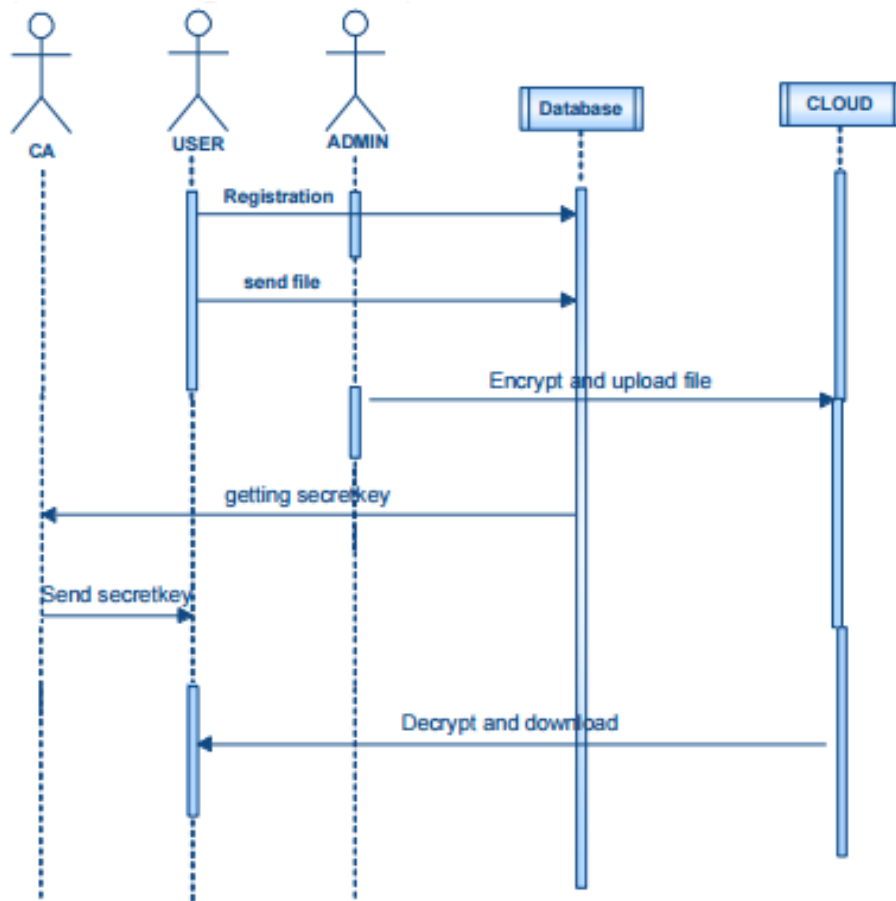 Database
CLOUD
CA
USER
ADMIN
Registration
send file
Encrypt and upload file
getting secretkey
Send secretkey
Decrypt and download